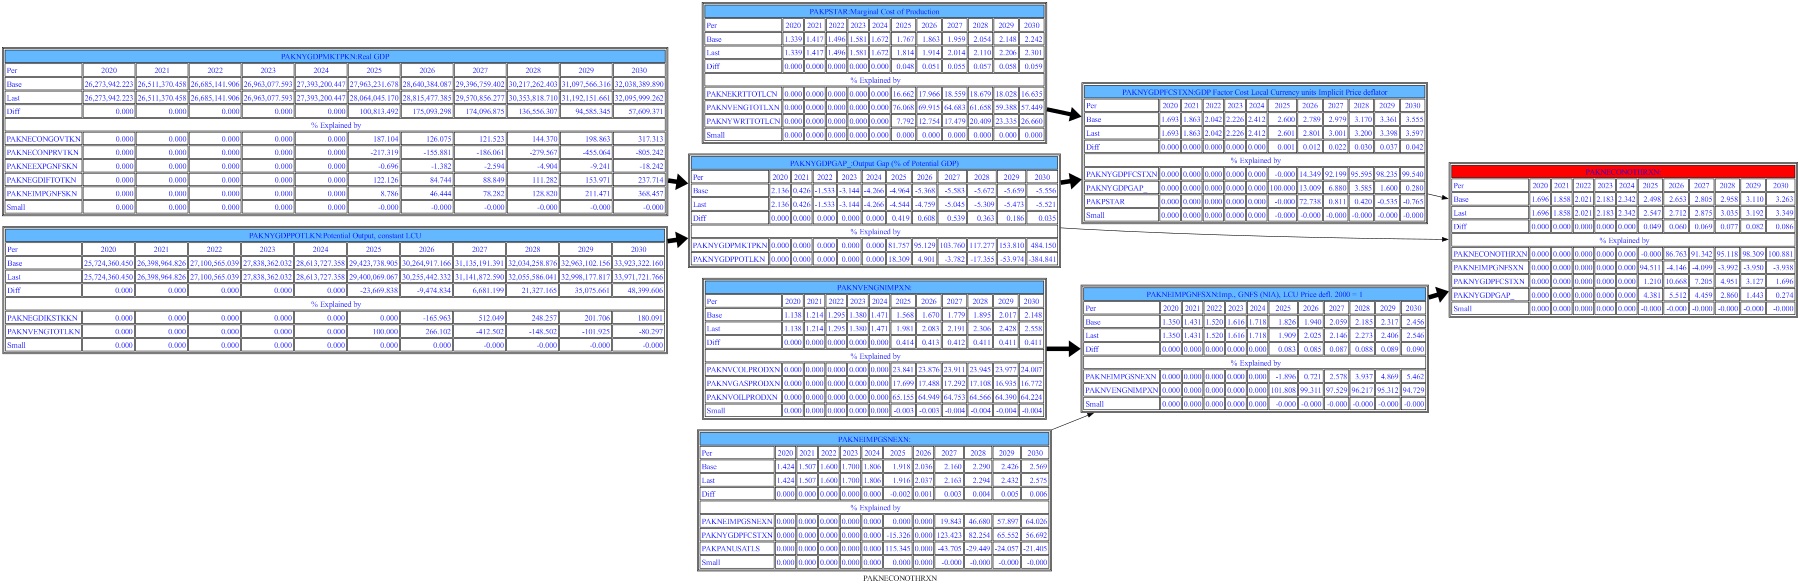 PAKPSTAR:Marginal Cost of Production
Per 2020 2021 2022 2023 2024 2025 2026 2027 2028 2029 2030
Base 1.339 1.417 1.496 1.581 1.672 1.767 1.863 1.959 2.054 2.148 2.242
Last 1.339 1.417 1.496 1.581 1.672 1.814 1.914 2.014 2.110 2.206 2.301
Diff 0.000 0.000 0.000 0.000 0.000 0.048 0.051 0.055 0.057 0.058 0.059
% Explained by
PAKNEKRTTOTLCN 0.000 0.000 0.000 0.000 0.000 16.662 17.966 18.559 18.679 18.028 16.635
PAKNVENGTOTLXN 0.000 0.000 0.000 0.000 0.000 76.068 69.915 64.683 61.658 59.388 57.449
PAKNYWRTTOTLCN 0.000 0.000 0.000 0.000 0.000 7.792 12.754 17.479 20.409 23.335 26.660
Small 0.000 0.000 0.000 0.000 0.000 0.000 0.000 0.000 0.000 0.000 0.000
PAKNYGDPMKTPKN:Real GDP
Per 2020 2021 2022 2023 2024 2025 2026 2027 2028 2029 2030
Base 26,273,942.223 26,511,370.458 26,685,141.906 26,963,077.593 27,393,200.447 27,963,231.678 28,640,384.087 29,396,759.402 30,217,262.403 31,097,566.316 32,038,389.890
Last 26,273,942.223 26,511,370.458 26,685,141.906 26,963,077.593 27,393,200.447 28,064,045.170 28,815,477.385 29,570,856.277 30,353,818.710 31,192,151.661 32,095,999.262
Diff 0.000 0.000 0.000 0.000 0.000 100,813.492 175,093.298 174,096.875 136,556.307 94,585.345 57,609.371
% Explained by
PAKNECONGOVTKN 0.000 0.000 0.000 0.000 0.000 187.104 126.075 121.523 144.370 198.863 317.313
PAKNECONPRVTKN 0.000 0.000 0.000 0.000 0.000 -217.319 -155.881 -186.061 -279.567 -455.064 -805.242
PAKNEEXPGNFSKN 0.000 0.000 0.000 0.000 0.000 -0.696 -1.382 -2.594 -4.904 -9.241 -18.242
PAKNEGDIFTOTKN 0.000 0.000 0.000 0.000 0.000 122.126 84.744 88.849 111.282 153.971 237.714
PAKNEIMPGNFSKN 0.000 0.000 0.000 0.000 0.000 8.786 46.444 78.282 128.820 211.471 368.457
Small 0.000 0.000 0.000 0.000 0.000 -0.000 -0.000 -0.000 -0.000 -0.000 -0.000
PAKNYGDPFCSTXN:GDP Factor Cost Local Currency units Implicit Price deflator
Per 2020 2021 2022 2023 2024 2025 2026 2027 2028 2029 2030
Base 1.693 1.863 2.042 2.226 2.412 2.600 2.789 2.979 3.170 3.361 3.555
Last 1.693 1.863 2.042 2.226 2.412 2.601 2.801 3.001 3.200 3.398 3.597
Diff 0.000 0.000 0.000 0.000 0.000 0.001 0.012 0.022 0.030 0.037 0.042
% Explained by
PAKNYGDPFCSTXN 0.000 0.000 0.000 0.000 0.000 -0.000 14.349 92.199 95.595 98.235 99.540
PAKNYGDPGAP_ 0.000 0.000 0.000 0.000 0.000 100.000 13.009 6.880 3.585 1.600 0.280
PAKPSTAR 0.000 0.000 0.000 0.000 0.000 -0.000 72.738 0.811 0.420 -0.535 -0.765
Small 0.000 0.000 0.000 0.000 0.000 -0.000 -0.000 -0.000 -0.000 -0.000 -0.000
PAKNYGDPGAP_:Output Gap (% of Potential GDP)
Per 2020 2021 2022 2023 2024 2025 2026 2027 2028 2029 2030
Base 2.136 0.426 -1.533 -3.144 -4.266 -4.964 -5.368 -5.583 -5.672 -5.659 -5.556
Last 2.136 0.426 -1.533 -3.144 -4.266 -4.544 -4.759 -5.045 -5.309 -5.473 -5.521
Diff 0.000 0.000 0.000 0.000 0.000 0.419 0.608 0.539 0.363 0.186 0.035
% Explained by
PAKNYGDPMKTPKN 0.000 0.000 0.000 0.000 0.000 81.757 95.129 103.760 117.277 153.810 484.150
PAKNYGDPPOTLKN 0.000 0.000 0.000 0.000 0.000 18.309 4.901 -3.782 -17.355 -53.974 -384.841
PAKNECONOTHRXN:
Per 2020 2021 2022 2023 2024 2025 2026 2027 2028 2029 2030
Base 1.696 1.858 2.021 2.183 2.342 2.498 2.653 2.805 2.958 3.110 3.263
Last 1.696 1.858 2.021 2.183 2.342 2.547 2.712 2.875 3.035 3.192 3.349
Diff 0.000 0.000 0.000 0.000 0.000 0.049 0.060 0.069 0.077 0.082 0.086
% Explained by
PAKNECONOTHRXN 0.000 0.000 0.000 0.000 0.000 -0.000 86.763 91.342 95.118 98.309 100.881
PAKNEIMPGNFSXN 0.000 0.000 0.000 0.000 0.000 94.511 -4.146 -4.099 -3.992 -3.950 -3.938
PAKNYGDPFCSTXN 0.000 0.000 0.000 0.000 0.000 1.210 10.668 7.205 4.951 3.127 1.696
PAKNYGDPGAP_ 0.000 0.000 0.000 0.000 0.000 4.381 5.512 4.459 2.860 1.443 0.274
Small 0.000 0.000 0.000 0.000 0.000 -0.000 -0.000 -0.000 -0.000 -0.000 -0.000
PAKNYGDPPOTLKN:Potential Output, constant LCU
Per 2020 2021 2022 2023 2024 2025 2026 2027 2028 2029 2030
Base 25,724,360.450 26,398,964.826 27,100,565.039 27,838,362.032 28,613,727.358 29,423,738.905 30,264,917.166 31,135,191.391 32,034,258.876 32,963,102.156 33,923,322.160
Last 25,724,360.450 26,398,964.826 27,100,565.039 27,838,362.032 28,613,727.358 29,400,069.067 30,255,442.332 31,141,872.590 32,055,586.041 32,998,177.817 33,971,721.766
Diff 0.000 0.000 0.000 0.000 0.000 -23,669.838 -9,474.834 6,681.199 21,327.165 35,075.661 48,399.606
% Explained by
PAKNEGDIKSTKKN 0.000 0.000 0.000 0.000 0.000 0.000 -165.963 512.049 248.257 201.706 180.091
PAKNVENGTOTLKN 0.000 0.000 0.000 0.000 0.000 100.000 266.102 -412.502 -148.502 -101.925 -80.297
Small 0.000 0.000 0.000 0.000 0.000 0.000 0.000 -0.000 -0.000 -0.000 -0.000
PAKNVENGNIMPXN:
Per 2020 2021 2022 2023 2024 2025 2026 2027 2028 2029 2030
Base 1.138 1.214 1.295 1.380 1.471 1.568 1.670 1.779 1.895 2.017 2.148
Last 1.138 1.214 1.295 1.380 1.471 1.981 2.083 2.191 2.306 2.428 2.558
Diff 0.000 0.000 0.000 0.000 0.000 0.414 0.413 0.412 0.411 0.411 0.411
% Explained by
PAKNVCOLPRODXN 0.000 0.000 0.000 0.000 0.000 23.841 23.876 23.911 23.945 23.977 24.007
PAKNVGASPRODXN 0.000 0.000 0.000 0.000 0.000 17.699 17.488 17.292 17.108 16.935 16.772
PAKNVOILPRODXN 0.000 0.000 0.000 0.000 0.000 65.155 64.949 64.753 64.566 64.390 64.224
Small 0.000 0.000 0.000 0.000 0.000 -0.003 -0.003 -0.004 -0.004 -0.004 -0.004
PAKNEIMPGNFSXN:Imp., GNFS (NIA), LCU Price defl. 2000 = 1
Per 2020 2021 2022 2023 2024 2025 2026 2027 2028 2029 2030
Base 1.350 1.431 1.520 1.616 1.718 1.826 1.940 2.059 2.185 2.317 2.456
Last 1.350 1.431 1.520 1.616 1.718 1.909 2.025 2.146 2.273 2.406 2.546
Diff 0.000 0.000 0.000 0.000 0.000 0.083 0.085 0.087 0.088 0.089 0.090
% Explained by
PAKNEIMPGSNEXN 0.000 0.000 0.000 0.000 0.000 -1.896 0.721 2.578 3.937 4.869 5.462
PAKNVENGNIMPXN 0.000 0.000 0.000 0.000 0.000 101.808 99.311 97.529 96.217 95.312 94.729
Small 0.000 0.000 0.000 0.000 0.000 -0.000 -0.000 -0.000 -0.000 -0.000 -0.000
PAKNEIMPGSNEXN:
Per 2020 2021 2022 2023 2024 2025 2026 2027 2028 2029 2030
Base 1.424 1.507 1.600 1.700 1.806 1.918 2.036 2.160 2.290 2.426 2.569
Last 1.424 1.507 1.600 1.700 1.806 1.916 2.037 2.163 2.294 2.432 2.575
Diff 0.000 0.000 0.000 0.000 0.000 -0.002 0.001 0.003 0.004 0.005 0.006
% Explained by
PAKNEIMPGSNEXN 0.000 0.000 0.000 0.000 0.000 0.000 0.000 19.843 46.680 57.897 64.026
PAKNYGDPFCSTXN 0.000 0.000 0.000 0.000 0.000 -15.326 0.000 123.423 82.254 65.552 56.692
PAKPANUSATLS 0.000 0.000 0.000 0.000 0.000 115.345 0.000 -43.705 -29.449 -24.057 -21.405
Small 0.000 0.000 0.000 0.000 0.000 0.000 0.000 -0.000 -0.000 -0.000 -0.000
PAKNECONOTHRXN